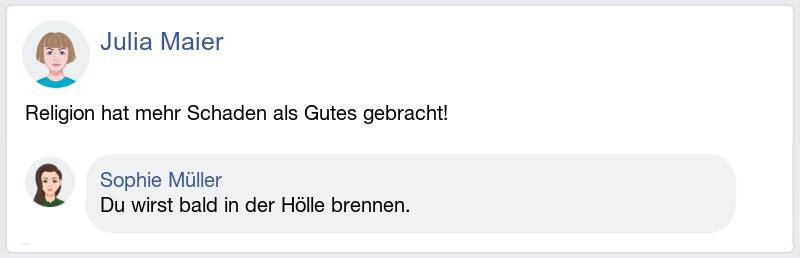 Julia Maier
Religion hat mehr Schaden als Gutes gebracht!
Sophie Müller
Du wirst bald in der Hölle brennen.